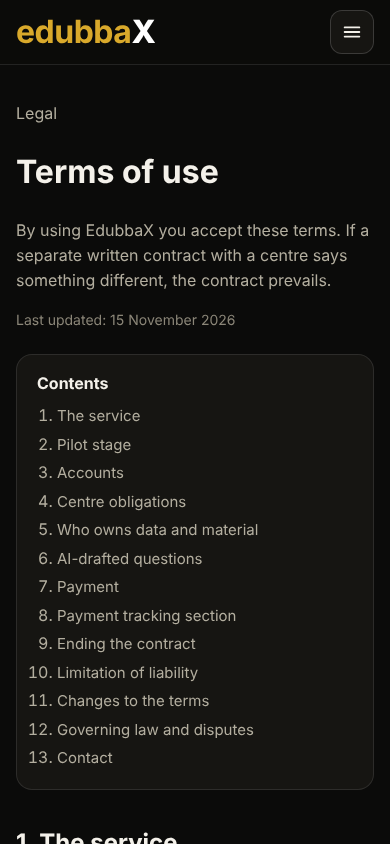 edubbaX
Legal
Terms of use
By using EdubbaX you accept these terms. If a
separate written contract with a centre says
something different, the contract prevails.
Last updated: 15 November 2026
Contents
1. The service
2. Pilot stage
3. Accounts
4. Centre obligations
5. Who owns data and material
6. AI-drafted questions
7. Payment
8. Payment tracking section
9. Ending the contract
10. Limitation of liability
11. Changes to the terms
12. Governing law and disputes
13. Contact
1. The service